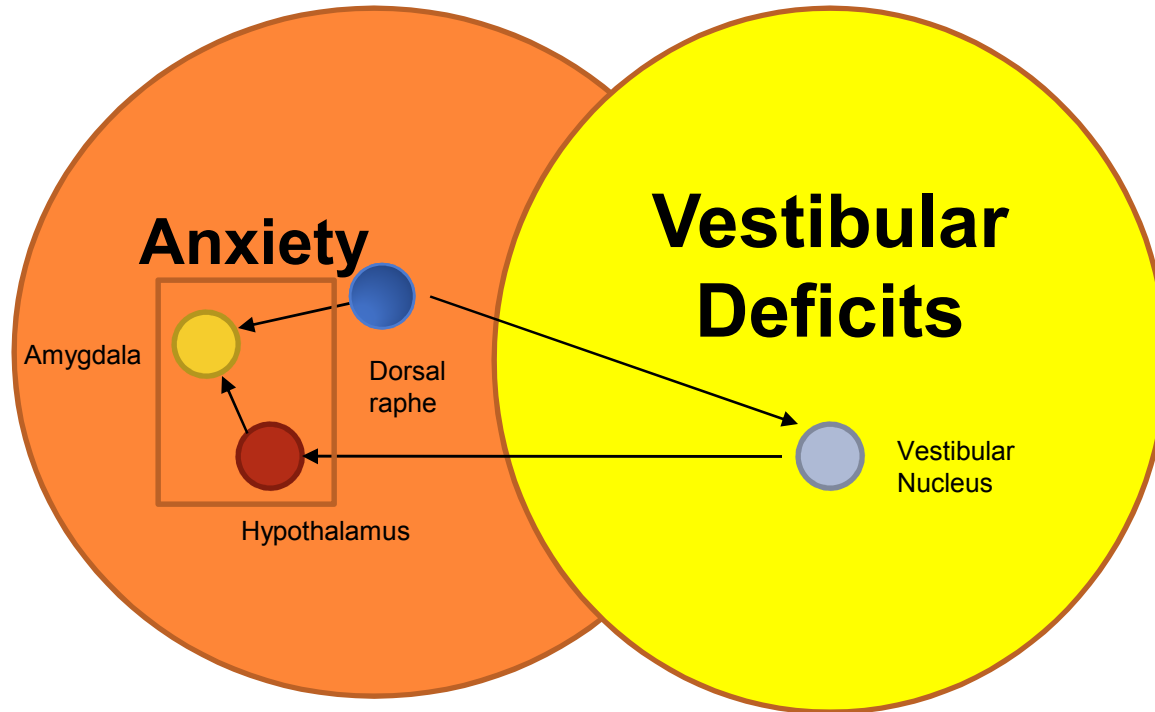 Anxiety
Vestibular
Deficits
Amygdala
Dorsal
raphe
Vestibular
Nucleus
Hypothalamus